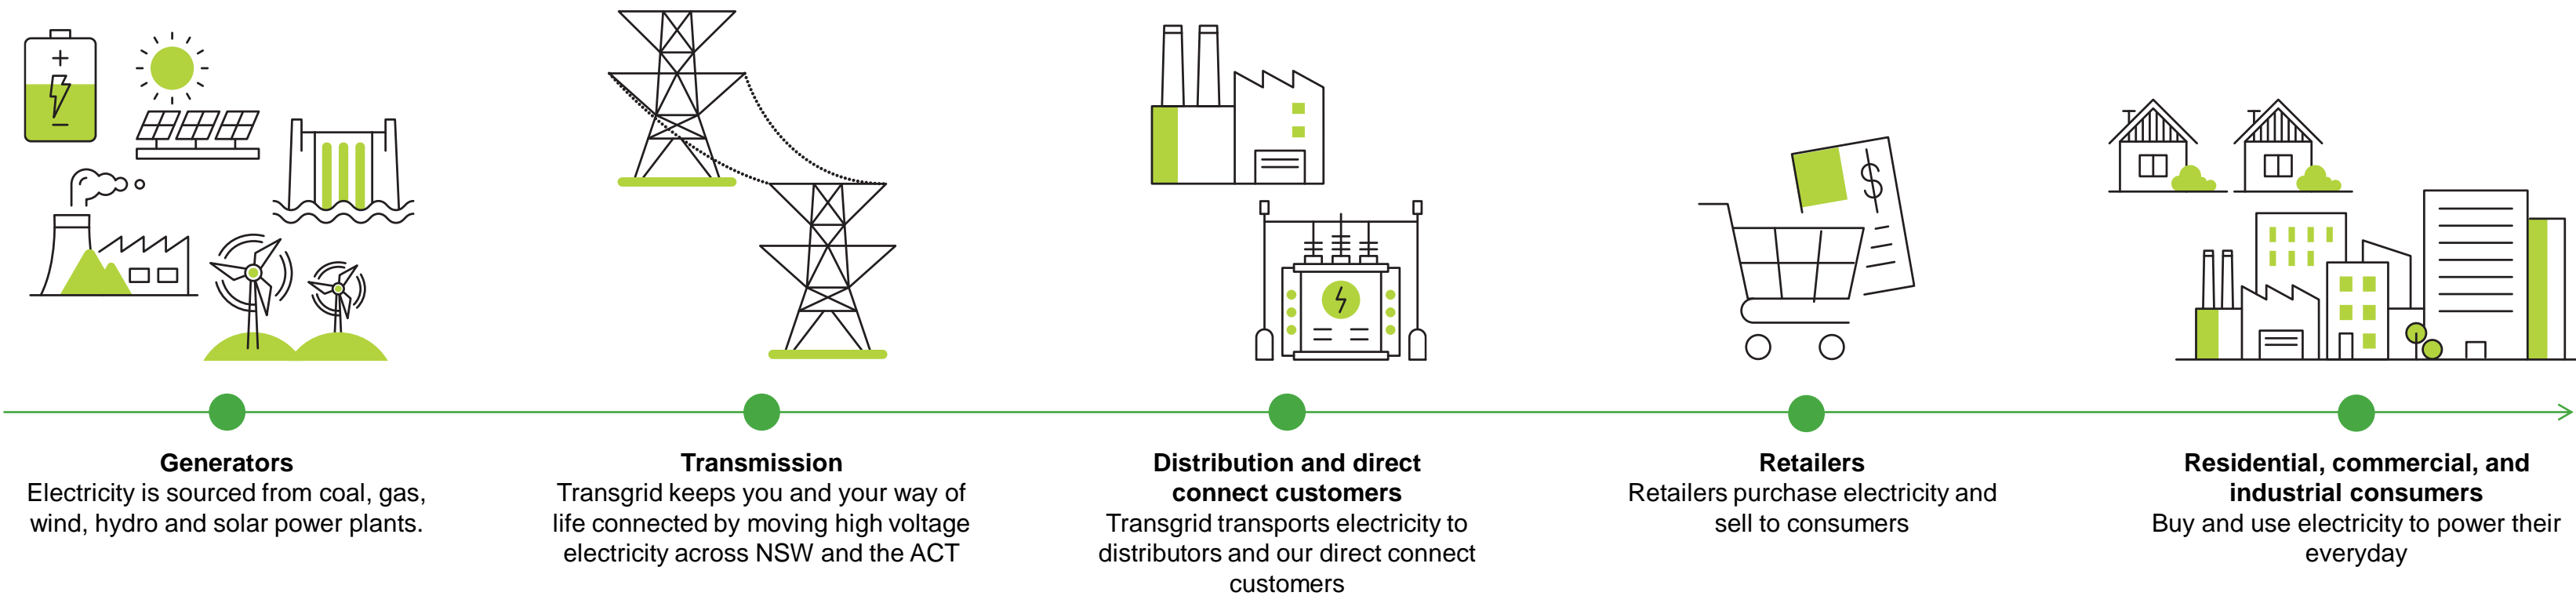 Generators
Electricity is sourced from coal, gas,
wind, hydro and solar power plants.
Transmission
Transgrid keeps you and your way of
life connected by moving high voltage
electricity across NSW and the ACT
Distribution and direct
connect customers
Transgrid transports electricity to
distributors and our direct connect
customers
Retailers
Retailers purchase electricity and
sell to consumers
Residential, commercial, and
industrial consumers
Buy and use electricity to power their
everyday